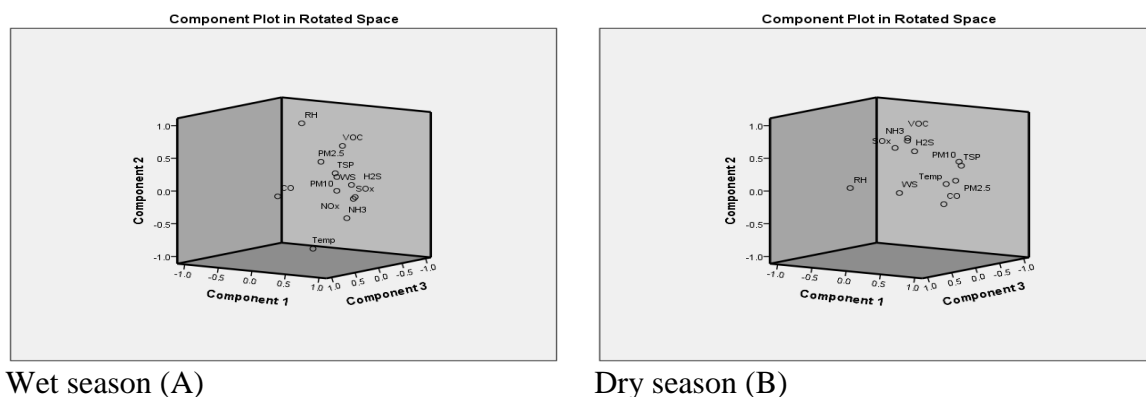 Component Plot in Rotated Space
RH
VOC
PM2.5
TSP
WS
H2S
PM10
SOx
CO
NOx
NH3
Temp
1.0
0.5
0.0
-0.5
-1.0
Component 2
-1.0
-0.5
0.0
0.5
1.0
Component 1
1.0
0.5
0.0
-0.5
-1.0
Component 3
Wet season (A)
Component Plot in Rotated Space
VOC
NH3
SOx
H2S
PM10
TSP
RH
WS
Temp
PM2.5
1.0
0.5
0.0
-0.5
-1.0
Component 2
-1.0
-0.5
0.0
0.5
1.0
Component 1
1.0
0.5
0.0
-0.5
-1.0
Component 3
Dry season (B)